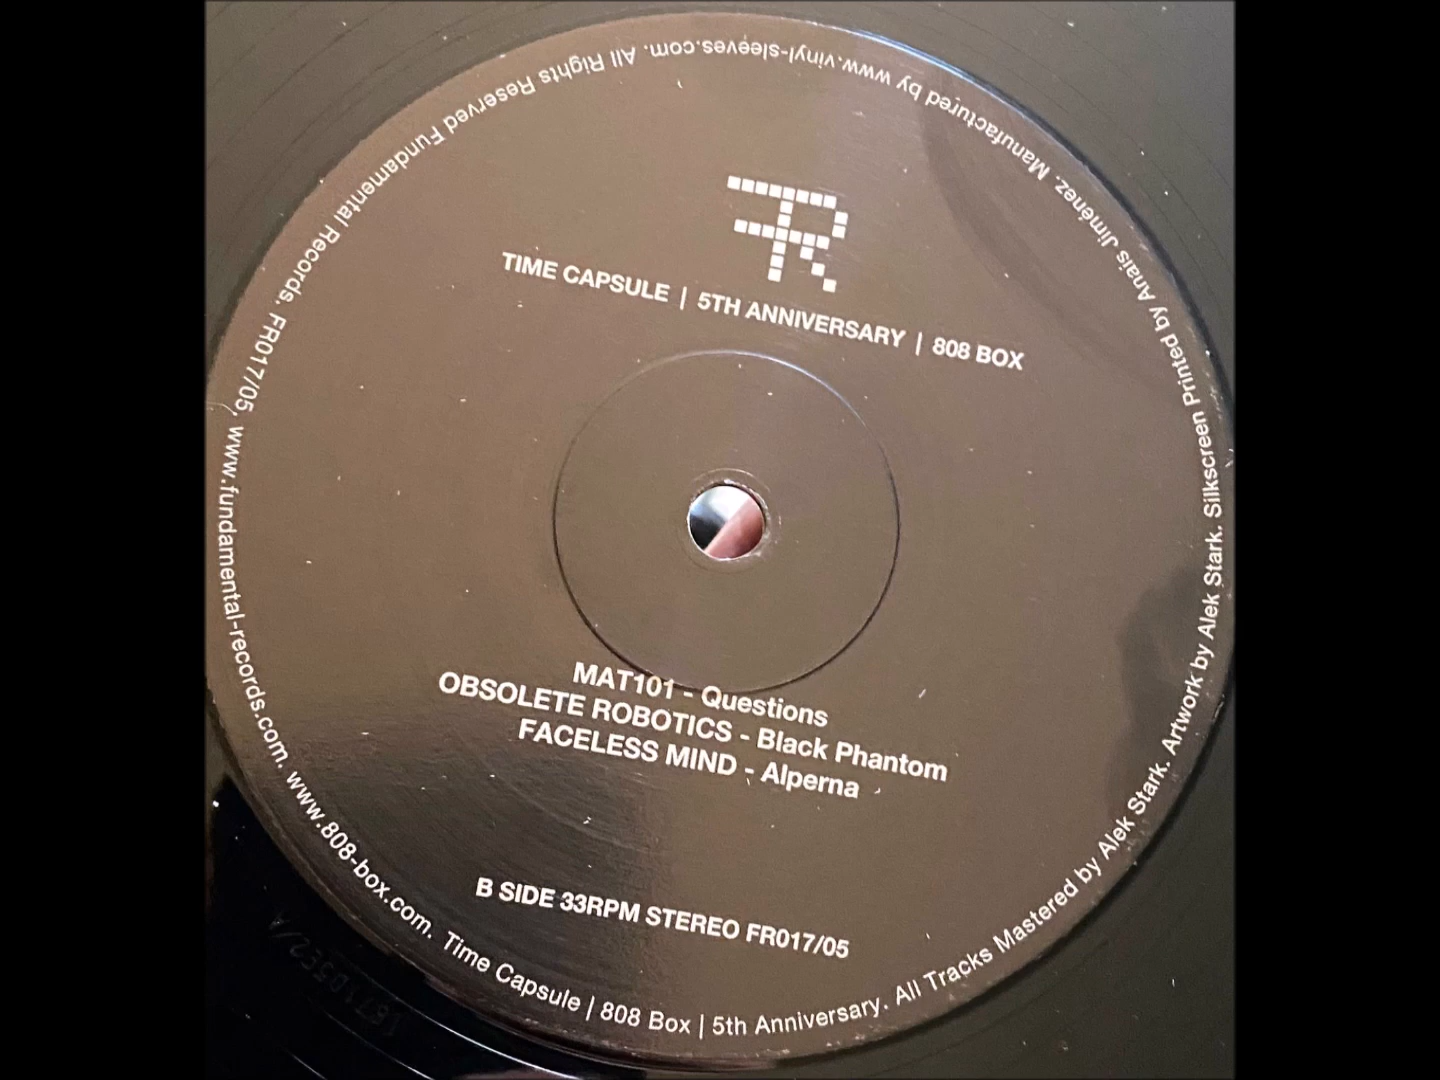 TIME CAPSULE | 5TH ANNIVERSARY | 808 BOX
MAT101 - Questions
OBSOLETE ROBOTICS - Black Phantom
FACELESS MIND - Alperna
B SIDE 33RPM STEREO FR017/05
Time Capsule | 808 Box | 5th Anniversary. All Tracks Mastered by Alek Stark. Artwork by Alek Stark. Silkscreen Printed by Anais Jiménez. Manufactured by www.vinyl-sleeves.com. All Rights Reserved Fundamental Records. FR017/05. www.fundamental-records.com. www.808-box.com.